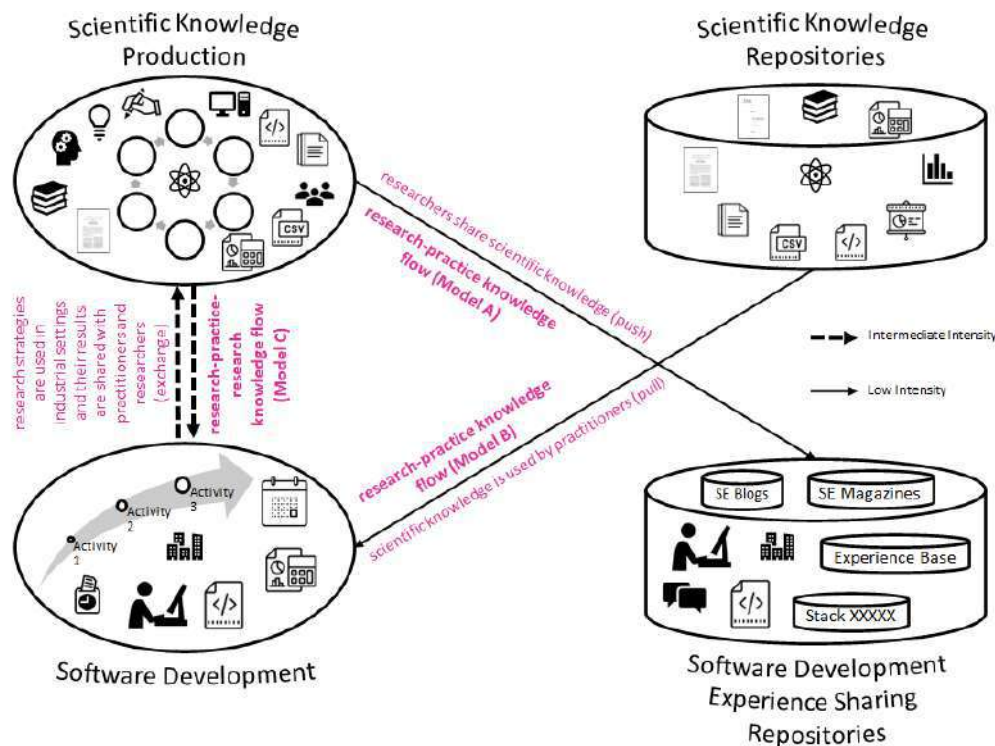 Scientific Knowledge
Production
Scientific Knowledge
Repositories
</>
CSV
CSV
</>
researchers share scientific knowledge (push)
research-practice knowledge
flow (Model A)
research strategies
are used in
industrial settings
and their results
are shared with
practitioners and
researchers
(exchange)
research-practice-
research
knowledge flow
(Model C)
Intermediate Intensity
Low Intensity
research-practice knowledge
flow (Model B)
scientific knowledge is used by practitioners (pull)
Activity
1
Activity
2
Activity
3
</>
SE Blogs
SE Magazines
Experience Base
Stack XXXXX
</>
Software Development
Software Development
Experience Sharing
Repositories